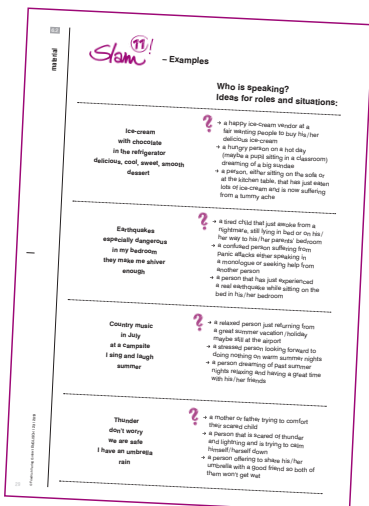 material
Slam 11!
– Examples
Who is speaking?
Ideas for roles and situations:
Ice-cream
with chocolate
in the refrigerator
delicious, cool, sweet, smooth
dessert
?
→ a happy ice-cream vendor at a
fair wanting people to buy his/her
delicious ice-cream
→ a hungry person on a hot day
(maybe a pupil sitting in a classroom)
dreaming of a big sundae
→ a person, either sitting on the sofa or
at the kitchen table, that has just eaten
lots of ice-cream and is now suffering
from a tummy ache
Earthquakes
especially dangerous
in my bedroom
they make me shiver
enough
?
→ a tired child that just awoke from a
nightmare, still lying in bed or on his/
her way to his/her parents' bedroom
→ a confused person suffering from
panic attacks either speaking in
a monologue or seeking help from
another person
→ a person that has just experienced
a real earthquake while sitting on the
bed in his/her bedroom
Country music
in July
at a campsite
I sing and laugh
summer
?
→ a relaxed person just returning from
a great summer vacation/holiday
maybe still at the airport
→ a stressed person looking forward to
doing nothing on warm summer nights
→ a person dreaming of past summer
nights relaxing and having a great time
with his/her friends
Thunder
don't worry
we are safe
I have an umbrella
rain
?
→ a mother or father trying to comfort
their scared child
→ a person that is scared of thunder
and lightning and is trying to calm
himself/herself down
→ a person offering to share his/her
umbrella with a good friend so both of
them won't get wet